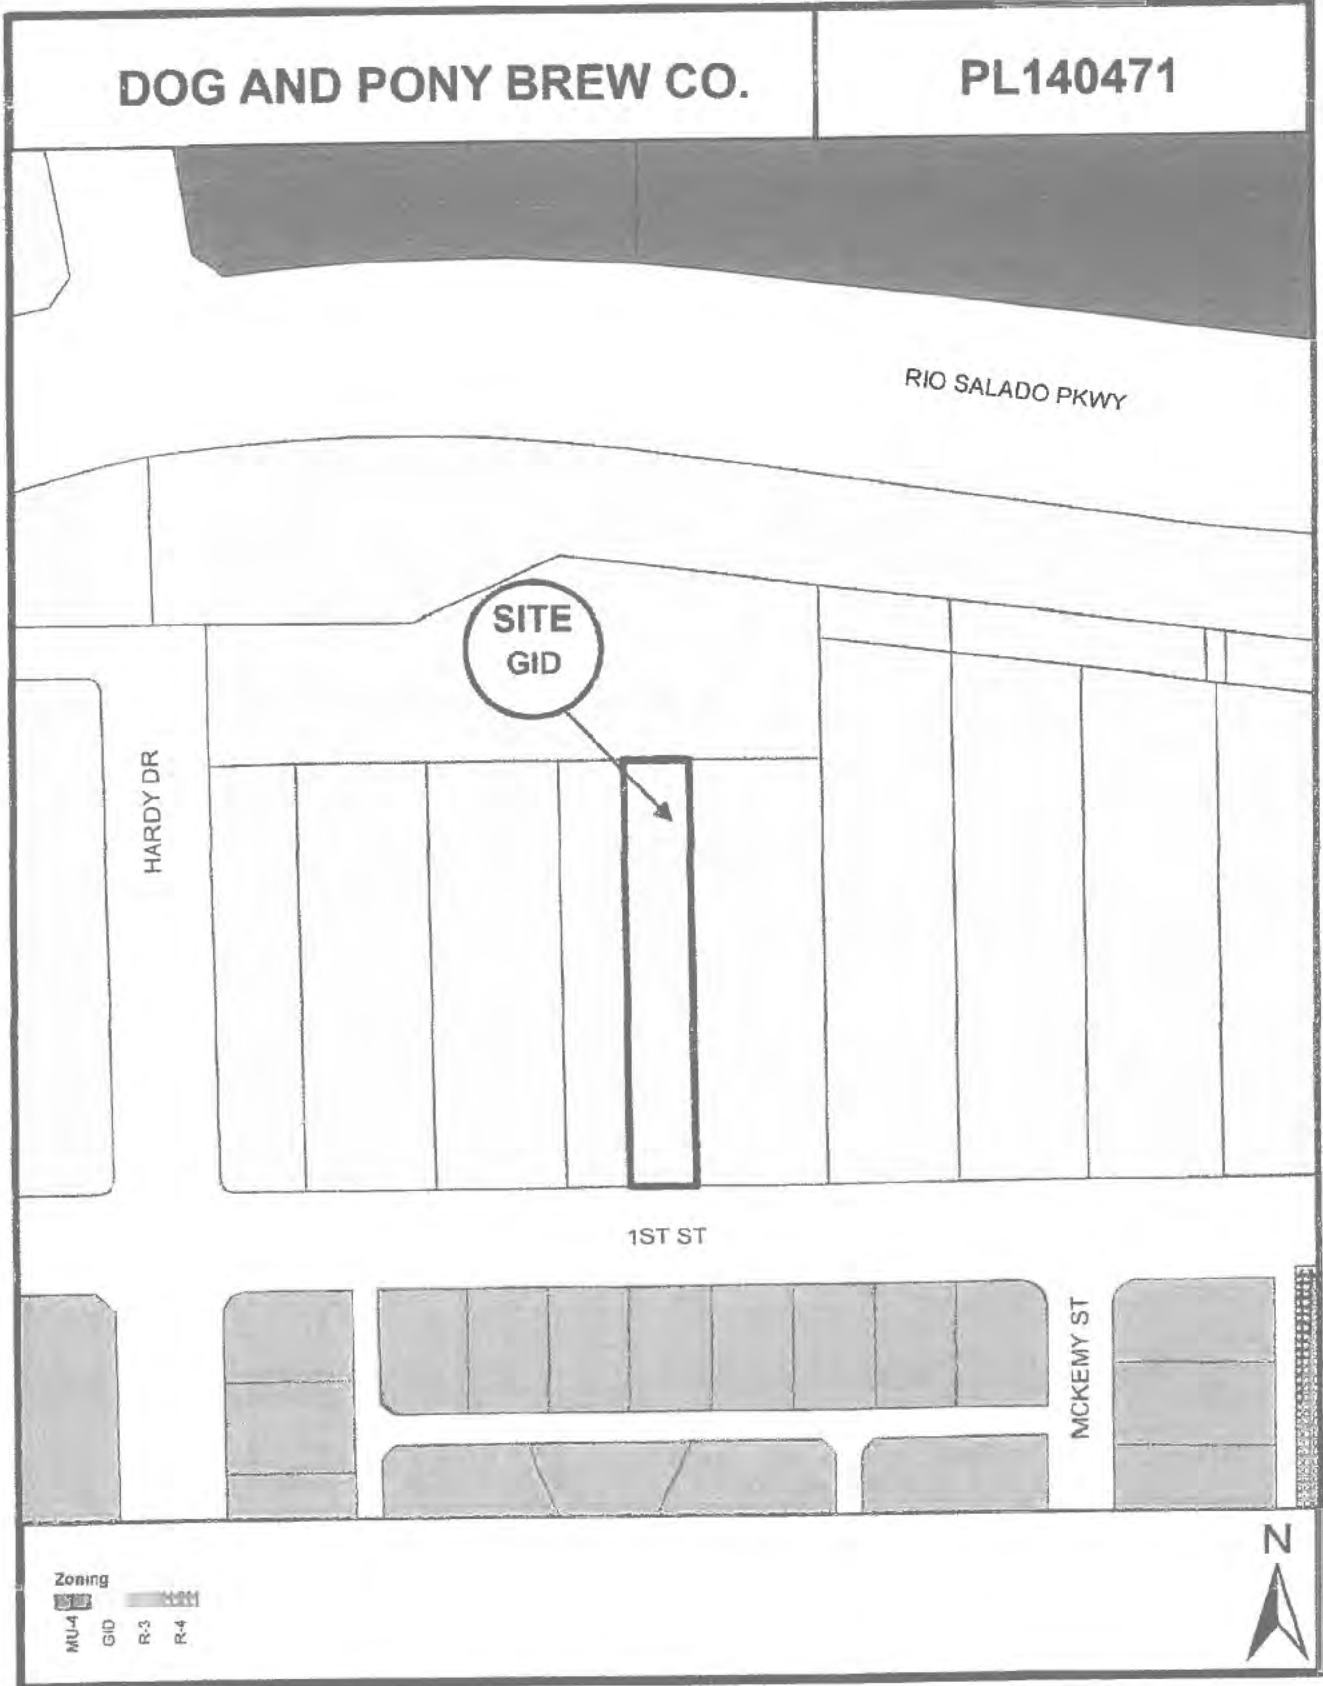 DOG AND PONY BREW CO.
PL140471
RIO SALADO PKWY
SITE
GID
HARDY DR
1ST ST
MCKEMY ST
Zoning
MU-4
GID
R-3
R-4
N